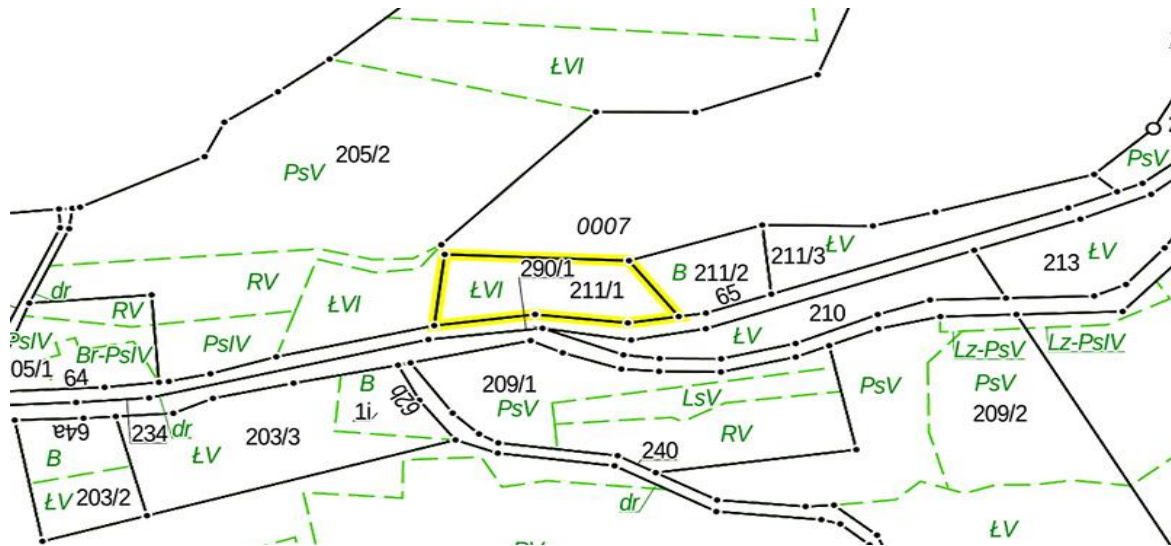 ŁVI
205/2
PsV
PsV
0007
ŁV
211/3
B
211/2
213
ŁV
RV
290/1
ŁVI
211/1
65
dr
RV
ŁVI
210
ŁV
PsIV
Br-PsIV
PsIV
Lz-PsV
Lz-PsIV
05/1
64
B
1i
62b
209/1
PsV
LsV
PsV
PsV
209/2
64a
234
dr
203/3
ŁV
RV
240
B
ŁV
203/2
dr
ŁV